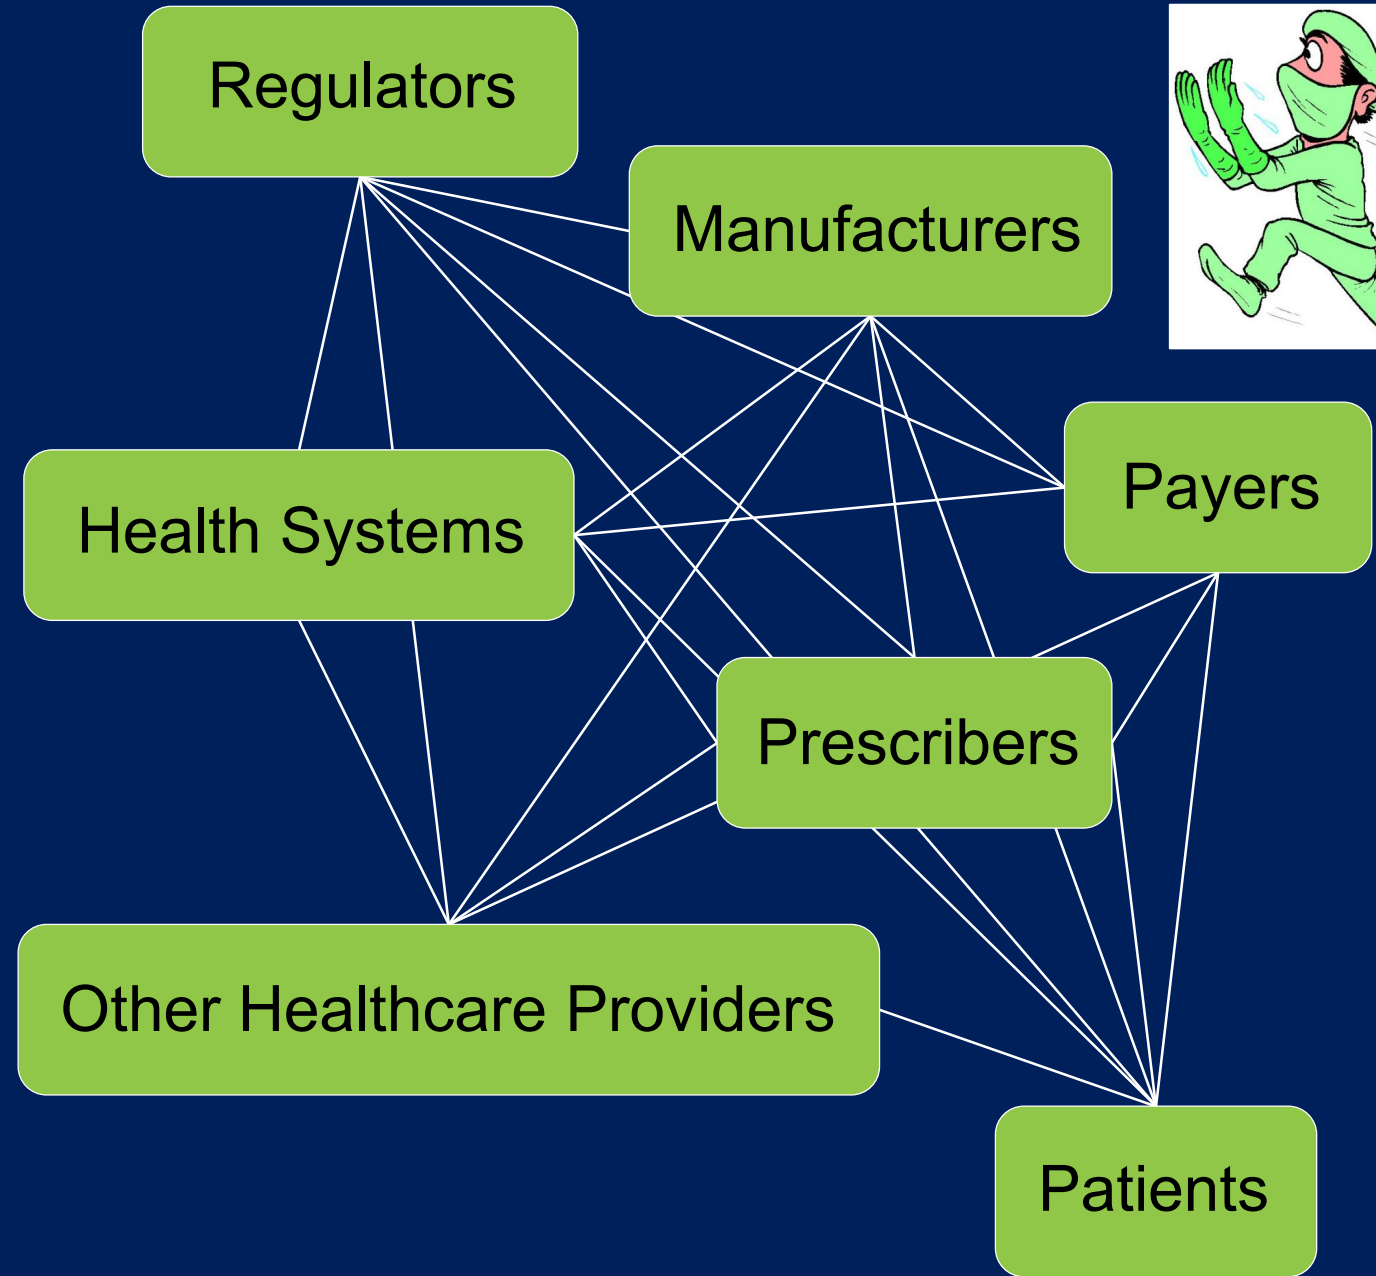 Regulators
Manufacturers
Payers
Health Systems
Prescribers
Other Healthcare Providers
Patients